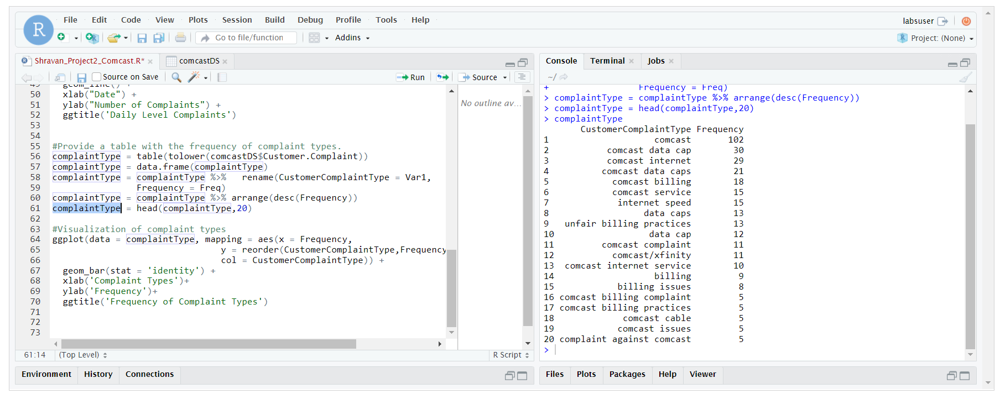 File Edit Code View Plots Session Build Debug Profile Tools Help
labsuser
R
R
Go to file/function
Addins
R
Project: (None)
R
Shravan_Project2_Comcast.R*
comcastDS
Source on Save
Run
Source
49   geom_line() +
50   xlab("Date") +
51   ylab("Number of Complaints") +
52   ggtitle('Daily Level Complaints')
53
54
55 #Provide a table with the frequency of complaint types.
56 complaintType = table(tolower(comcastDS$Customer.Complaint))
57 complaintType = data.frame(complaintType)
58 complaintType = complaintType %>%   rename(CustomerComplaintType = Var1,
59                 Frequency = Freq)
60 complaintType = complaintType %>% arrange(desc(Frequency))
61 complaintType = head(complaintType,20)
62
63 #Visualization of complaint types
64 ggplot(data = complaintType, mapping = aes(x = Frequency,
65                                 y = reorder(CustomerComplaintType,Frequency
66                                 col = CustomerComplaintType)) +
67   geom_bar(stat = 'identity') +
68   xlab('Complaint Types')+
69   ylab('Frequency')+
70   ggtitle('Frequency of Complaint Types')
71
72
73
No outline av...
61:14 (Top Level)
R Script
Environment History Connections
Console Terminal Jobs
~/
+                 Frequency = Freq)
> complaintType = complaintType %>% arrange(desc(Frequency))
> complaintType = head(complaintType,20)
> complaintType
CustomerComplaintType Frequency
1 comcast 102
2 comcast data cap 30
3 comcast internet 29
4 comcast data caps 21
5 comcast billing 18
6 comcast service 15
7 internet speed 15
8 data caps 13
9 unfair billing practices 13
10 data cap 12
11 comcast complaint 11
12 comcast/xfinity 11
13 comcast internet service 10
14 billing 9
15 billing issues 8
16 comcast billing complaint 5
17 comcast billing practices 5
18 comcast cable 5
19 comcast issues 5
20 complaint against comcast 5
>
Files Plots Packages Help Viewer